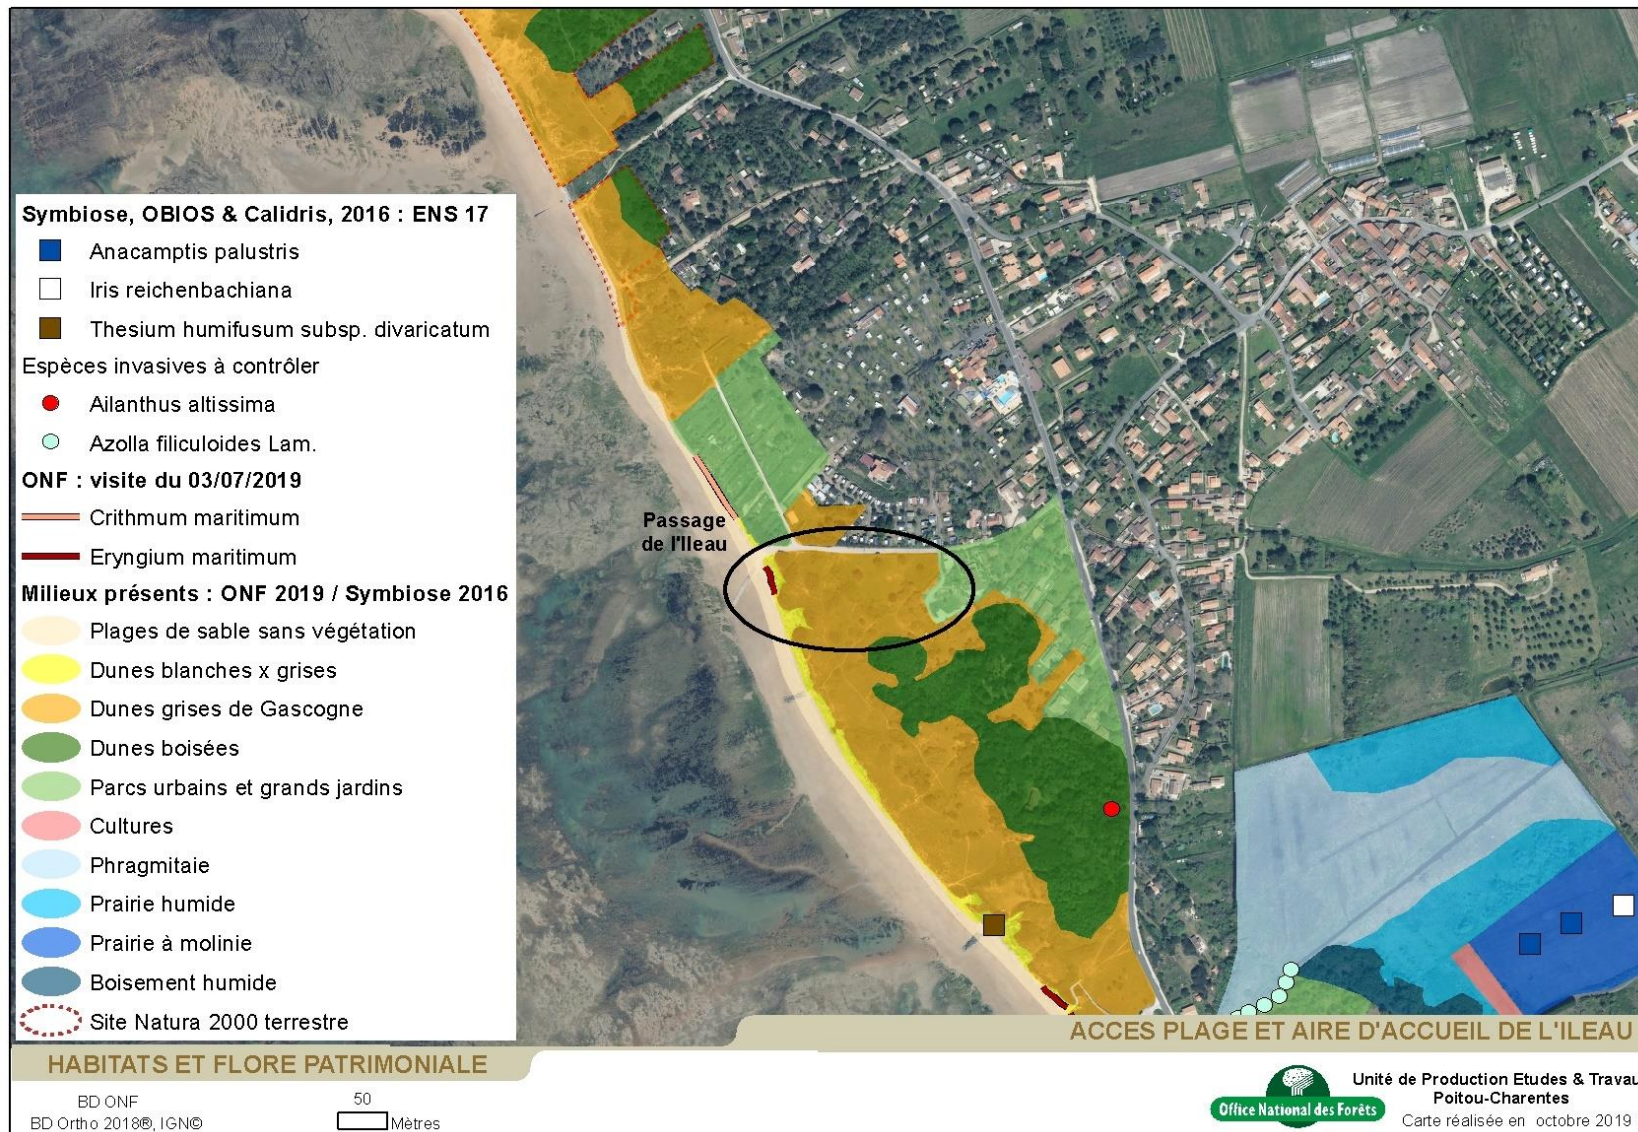 Symbiose, OBIOS & Calidris, 2016 : ENS 17
Anacamptis palustris
Iris reichenbachiana
Thesium humifusum subsp. divaricatum
Espèces invasives à contrôler
Ailanthus altissima
Azolla filiculoides Lam.
ONF : visite du 03/07/2019
Crithmum maritimum
Eryngium maritimum
Milieux présents : ONF 2019 / Symbiose 2016
Plages de sable sans végétation
Dunes blanches x grises
Dunes grises de Gascogne
Dunes boisées
Parcs urbains et grands jardins
Cultures
Phragmitaie
Prairie humide
Prairie à molinie
Boisement humide
Site Natura 2000 terrestre
Passage
de l'Ileau
ACCES PLAGE ET AIRE D'ACCUEIL DE L'ILEAU
HABITATS ET FLORE PATRIMONIALE
BD ONF
BD Ortho 2018®, IGN©
50
Mètres
Office National des Forêts
Unité de Production Etudes & Travau
Poitou-Charentes
Carte réalisée en octobre 2019